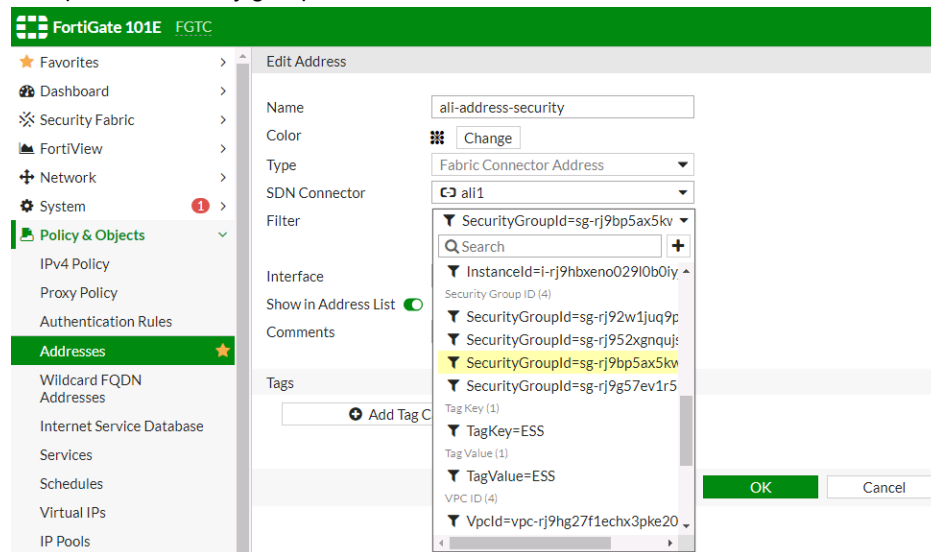 FortiGate 101E FGTC
Favorites
Dashboard
Security Fabric
FortiView
Network
System 1
Policy & Objects
IPv4 Policy
Proxy Policy
Authentication Rules
Addresses
Wildcard FQDN
Addresses
Internet Service Database
Services
Schedules
Virtual IPs
IP Pools
Edit Address
Name ali-address-security
Color Change
Type Fabric Connector Address
SDN Connector ali1
Filter SecurityGroupId=sg-rj9bp5ax5kw
Search
InstanceId=i-rj9hbxeno029l0b0iy
Security Group ID (4)
SecurityGroupId=sg-rj92w1juq9p
SecurityGroupId=sg-rj952xgnqujs
SecurityGroupId=sg-rj9bp5ax5kw
SecurityGroupId=sg-rj9g57ev1r5
Tag Key (1)
TagKey=ESS
Tag Value (1)
TagValue=ESS
VPC ID (4)
VpcId=vpc-rj9hg27f1echx3pke20
Interface
Show in Address List
Comments
Tags
Add Tag C
OK Cancel